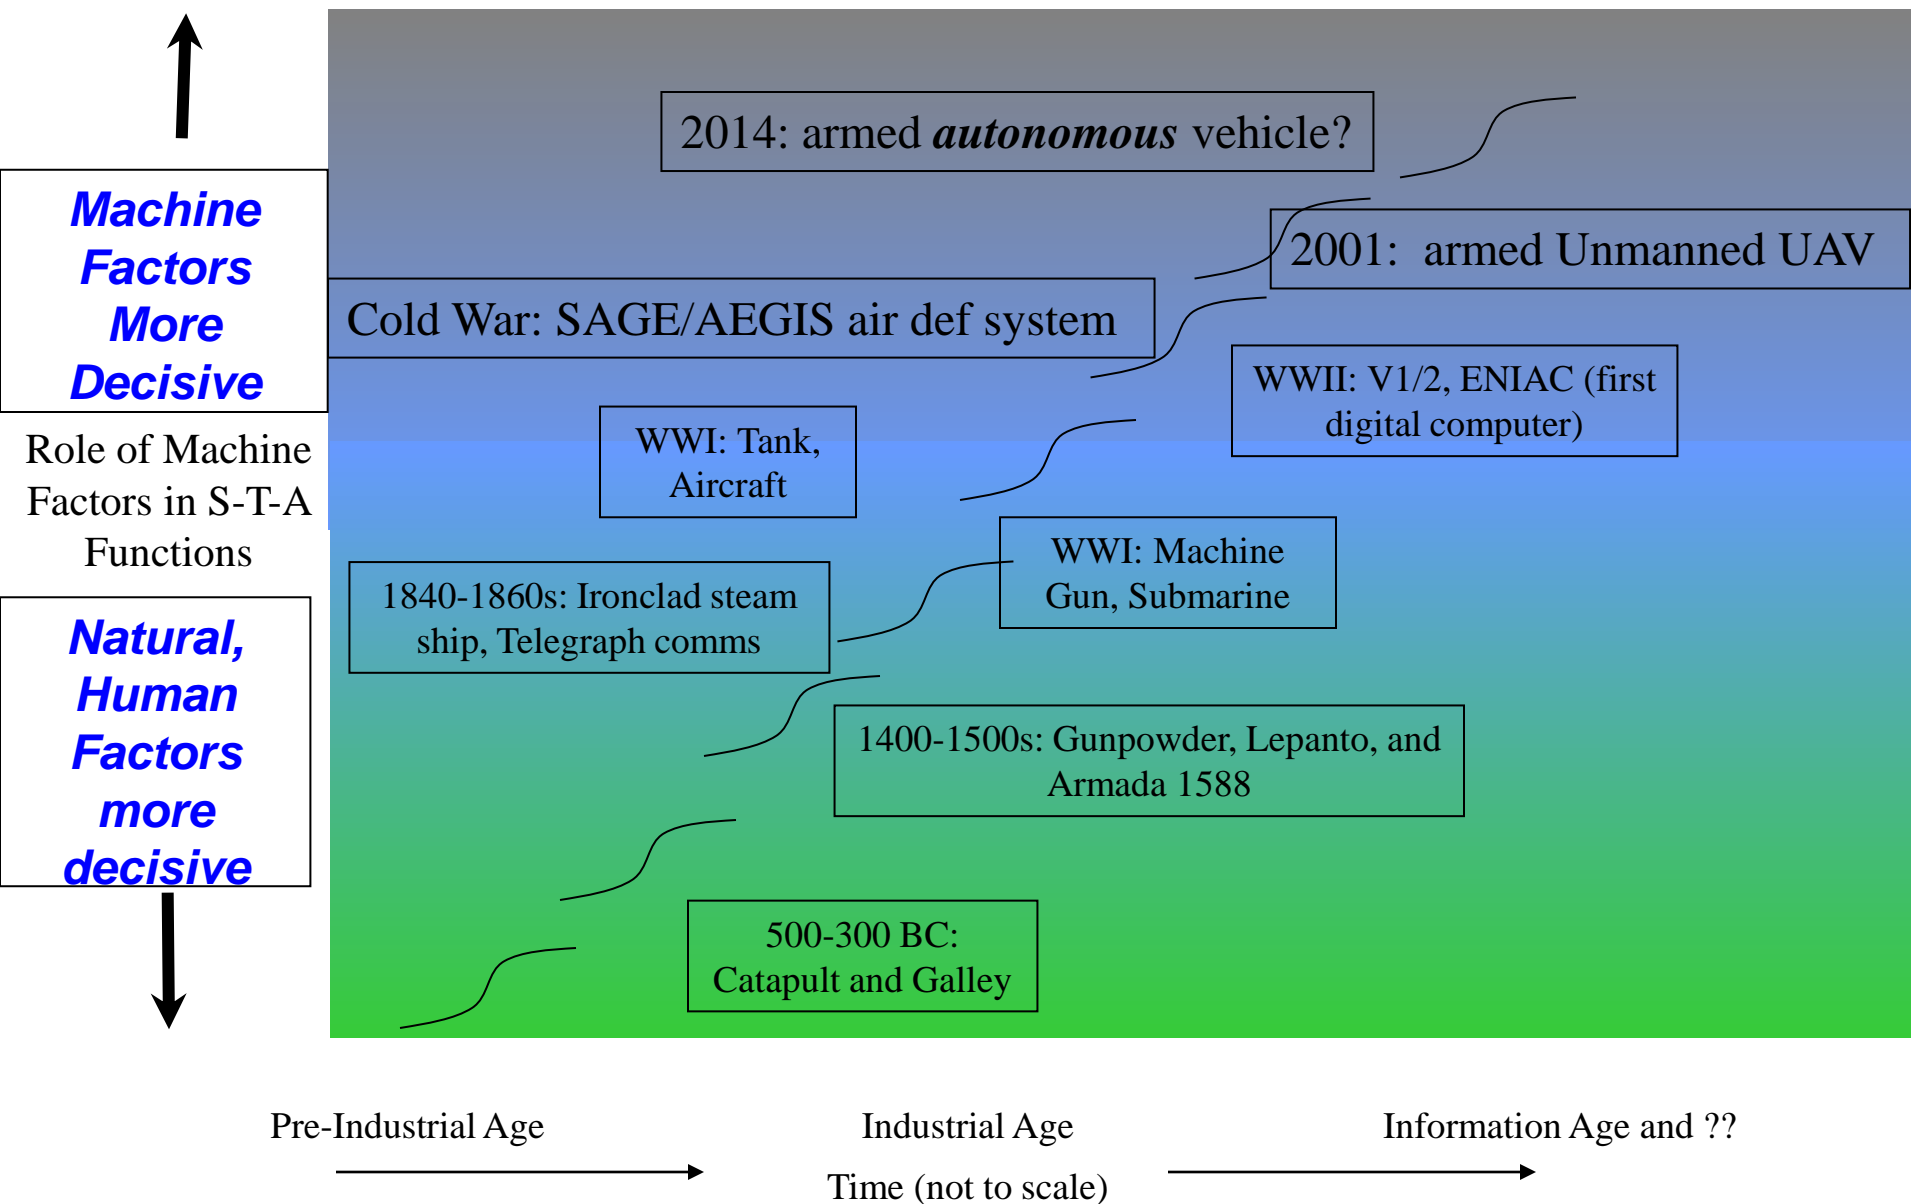 2014: armed autonomous vehicle?
Machine
Factors
More
Decisive
2001:  armed Unmanned UAV
Cold War: SAGE/AEGIS air def system
WWII: V1/2, ENIAC (first
digital computer)
WWI: Tank,
Aircraft
Role of Machine
Factors in S-T-A
Functions
WWI: Machine
Gun, Submarine
1840-1860s: Ironclad steam
ship, Telegraph comms
Natural,
Human
Factors
more
decisive
1400-1500s: Gunpowder, Lepanto, and
Armada 1588
500-300 BC:
Catapult and Galley
Pre-Industrial Age
Industrial Age
Information Age and ??
Time (not to scale)